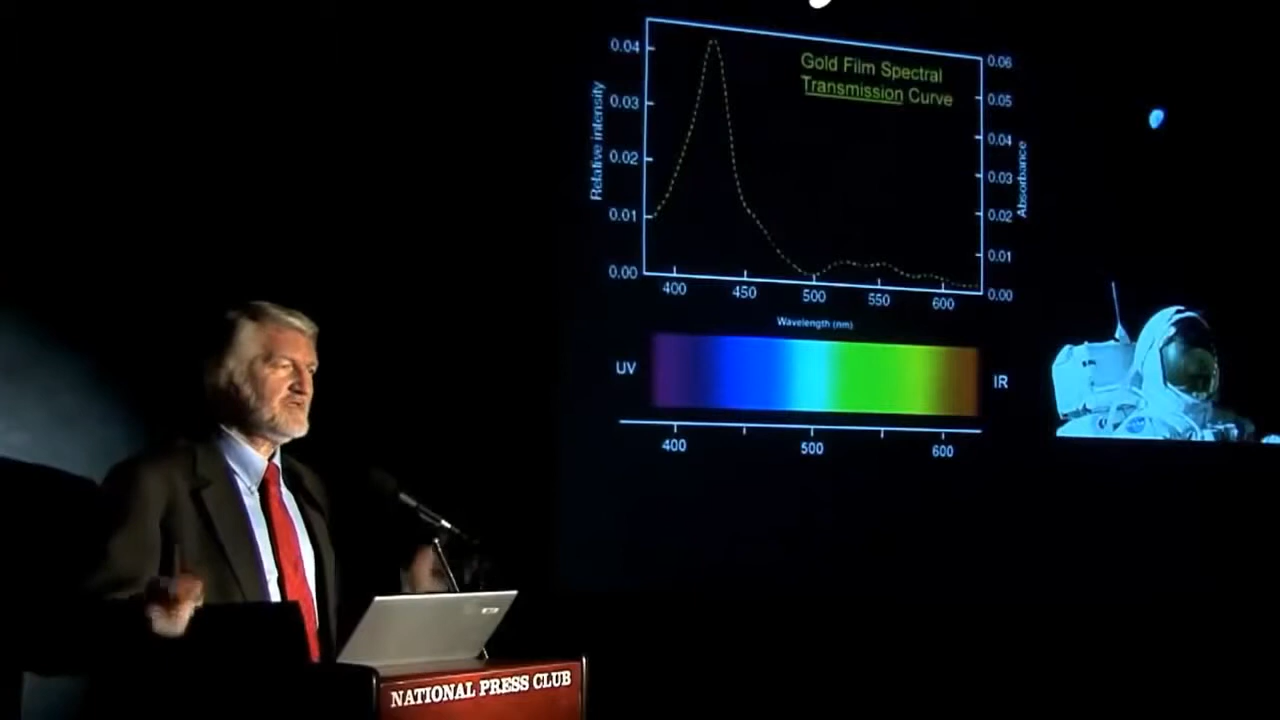 Gold Film Spectral
Transmission Curve
Relative intensity
0.04
0.03
0.02
0.01
0.00
0.06
0.05
0.04
0.03
0.02
0.01
0.00
Absorbance
400 450 500 550 600
Wavelength (nm)
UV
IR
400 500 600
NATIONAL PRESS CLUB